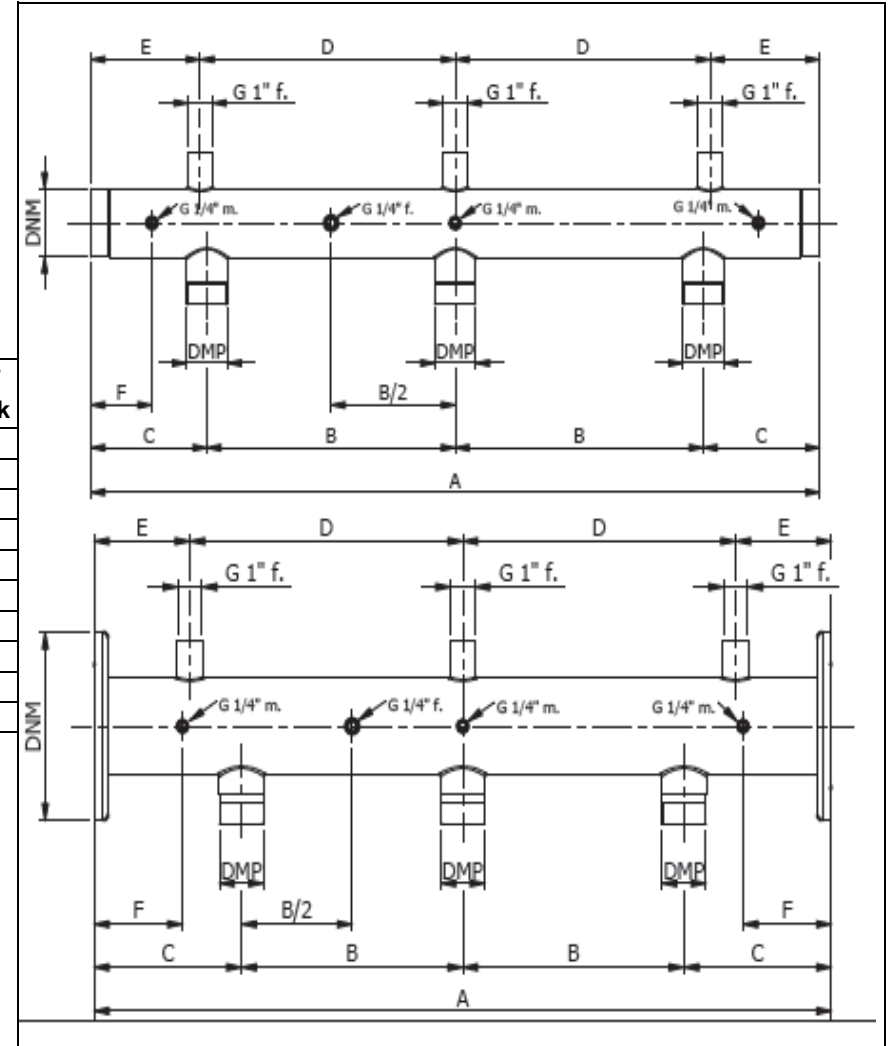 E D D E
G 1" f. G 1" f. G 1" f.
DNM
G 1/4" m. G 1/4" f. G 1/4" m. G 1/4" m.
DMP DMP DMP
k
F B/2
C B B C
A
E D D E
G 1" f. G 1" f. G 1" f.
DNM
G 1/4" m. G 1/4" f. G 1/4" m. G 1/4" m.
DMP DMP DMP
F B/2 F
C B B C
A